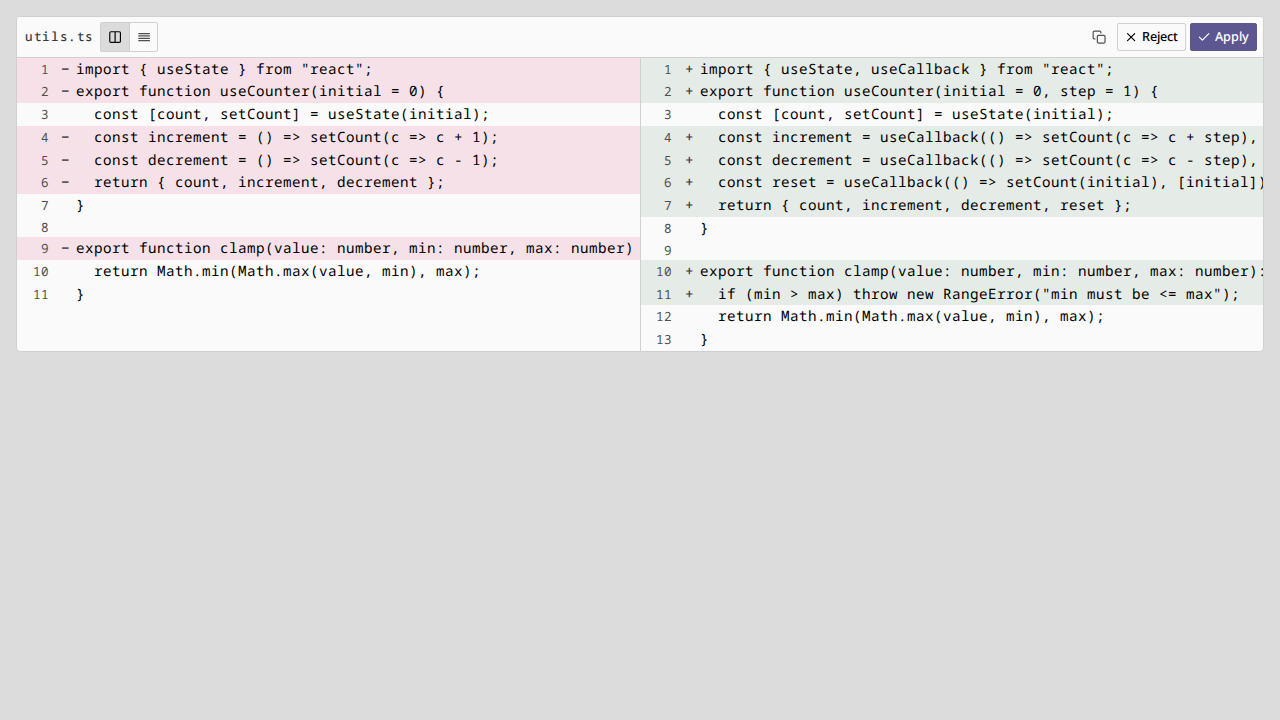 utils.ts
Reject
Apply
1 - import { useState } from "react";
2 - export function useCounter(initial = 0) {
3 const [count, setCount] = useState(initial);
4 - const increment = () => setCount(c => c + 1);
5 - const decrement = () => setCount(c => c - 1);
6 - return { count, increment, decrement };
7 }
8
9 - export function clamp(value: number, min: number, max: number)
10 return Math.min(Math.max(value, min), max);
11 }
1 + import { useState, useCallback } from "react";
2 + export function useCounter(initial = 0, step = 1) {
3 const [count, setCount] = useState(initial);
4 + const increment = useCallback(() => setCount(c => c + step),
5 + const decrement = useCallback(() => setCount(c => c - step),
6 + const reset = useCallback(() => setCount(initial), [initial])
7 + return { count, increment, decrement, reset };
8 }
9
10 + export function clamp(value: number, min: number, max: number):
11 + if (min > max) throw new RangeError("min must be <= max");
12 return Math.min(Math.max(value, min), max);
13 }